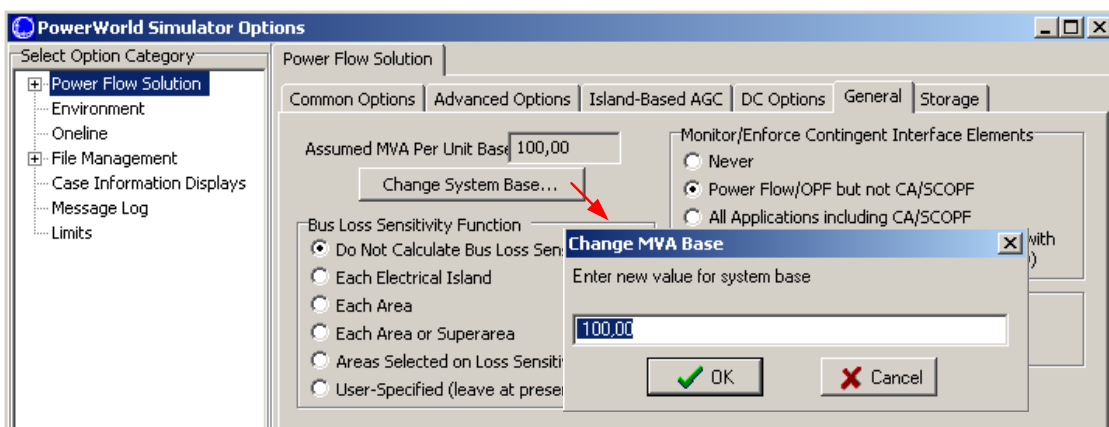 PowerWorld Simulator Options
Select Option Category
Power Flow Solution
Environment
Oneline
File Management
Case Information Displays
Message Log
Limits
Power Flow Solution
Common Options Advanced Options Island-Based AGC DC Options General Storage
Assumed MVA Per Unit Base 100,00
Change System Base...
Bus Loss Sensitivity Function
Do Not Calculate Bus Loss
Each Electrical Island
Each Area
Each Area or Superarea
Areas Selected on Loss
User-Specified (leave at
Monitor/Enforce Contingent Interface Elements
Never
Power Flow/OPF but not CA/SCOPF
All Applications including CA/SCOPF
with
)
Change MVA Base
Enter new value for system base
100,00
OK Cancel